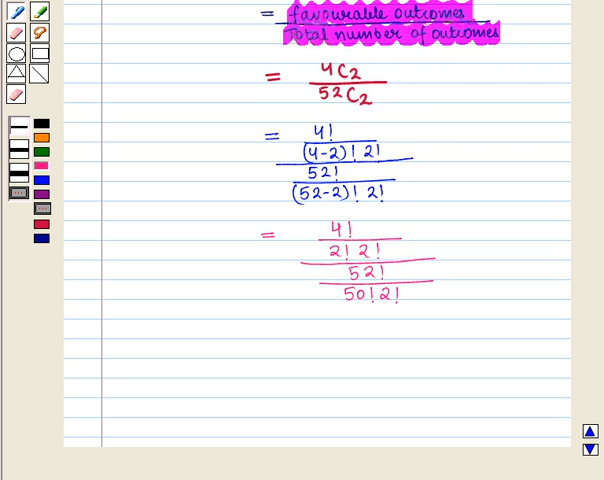 = favourable outcomes
Total number of outcomes
= 4C2
52C2
= 4!
(4-2)! 2!
52!
(52-2)! 2!
= 4!
2! 2!
52!
50! 2!